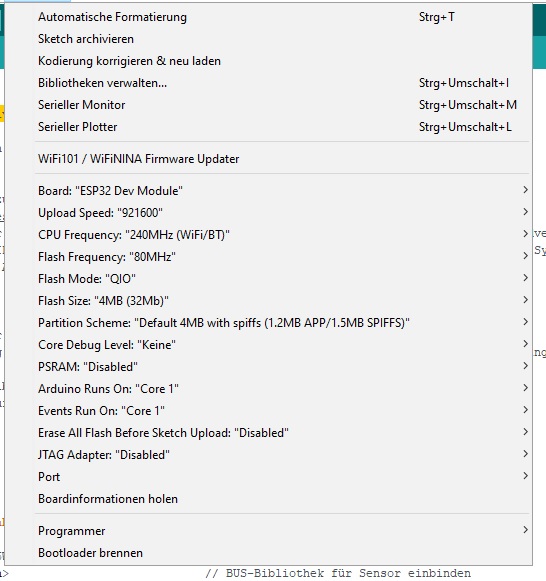 Automatische Formatierung Strg+T
Sketch archivieren
Kodierung korrigieren & neu laden
Bibliotheken verwalten... Strg+Umschalt+I
Serieller Monitor Strg+Umschalt+M
Serieller Plotter Strg+Umschalt+L
WiFi101 / WiFiNINA Firmware Updater
Board: "ESP32 Dev Module"
Upload Speed: "921600"
CPU Frequency: "240MHz (WiFi/BT)"
Flash Frequency: "80MHz"
Flash Mode: "QIO"
Flash Size: "4MB (32Mb)"
Partition Scheme: "Default 4MB with spiffs (1.2MB APP/1.5MB SPIFFS)"
Core Debug Level: "Keine"
PSRAM: "Disabled"
Arduino Runs On: "Core 1"
Events Run On: "Core 1"
Erase All Flash Before Sketch Upload: "Disabled"
JTAG Adapter: "Disabled"
Port
Boardinformationen holen
Programmer
Bootloader brennen
// BUS-Bibliothek für Sensor einbinden